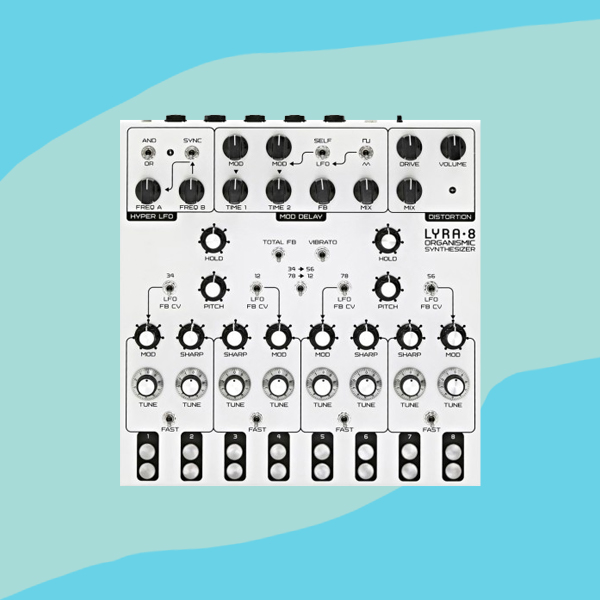 AND SYNC SELF
OR MOD MOD LFO DRIVE VOLUME
FREQ A FREQ B TIME 1 TIME 2 FB MIX MIX
HYPER LFO MOD DELAY DISTORTION
LYRA-8
ORGANISMIC
SYNTHESIZER
TOTAL FB VIBRATO
HOLD HOLD
34 → 56
78 → 12
34 12 78 56
LFO LFO LFO LFO
FB CV PITCH FB CV FB CV PITCH FB CV
MOD SHARP SHARP MOD MOD SHARP SHARP MOD
TUNE TUNE TUNE TUNE TUNE TUNE TUNE TUNE
FAST FAST FAST FAST
1 2 3 4 5 6 7 8